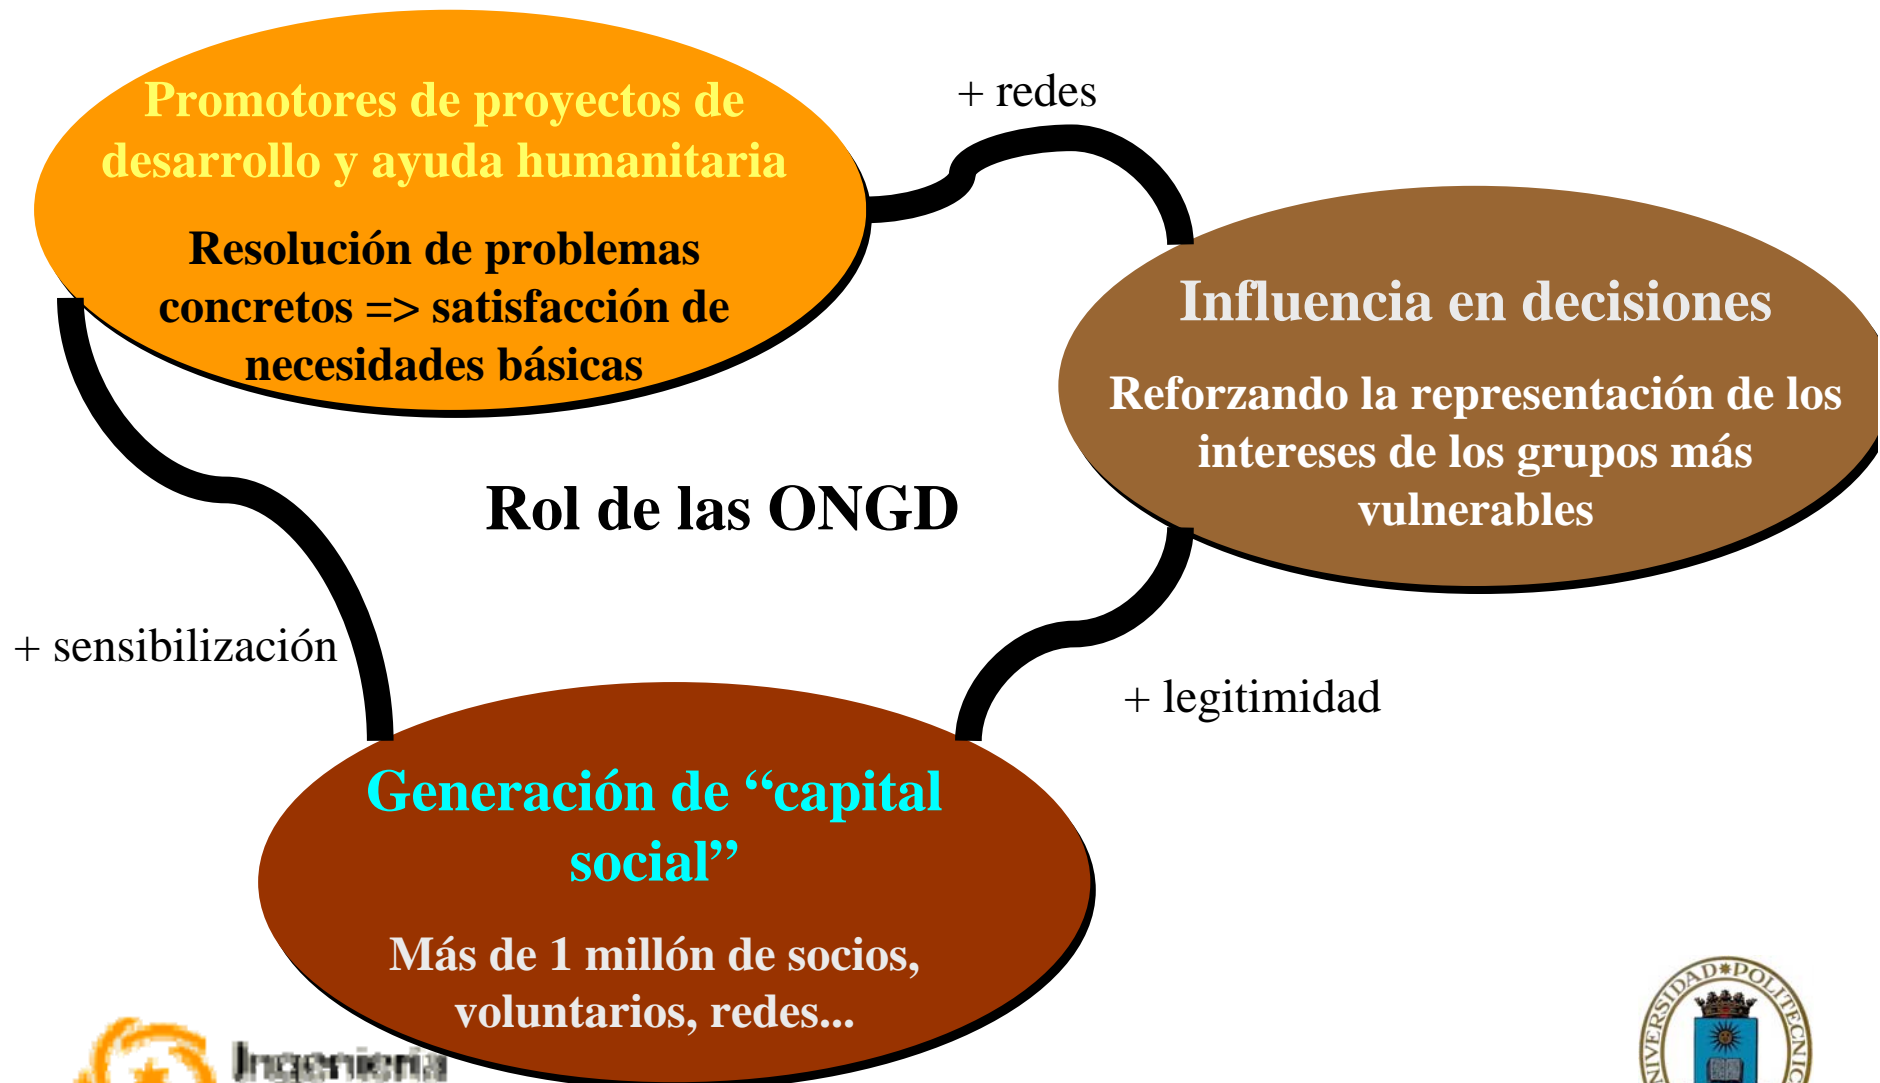 Promotores de proyectos de
desarrollo y ayuda humanitaria
Resolución de problemas
concretos => satisfacción de
necesidades básicas
+ redes
Influencia en decisiones
Reforzando la representación de los
intereses de los grupos más
vulnerables
Rol de las ONGD
+ sensibilización
+ legitimidad
Generación de “capital
social”
Más de 1 millón de socios,
voluntarios, redes...
Ingeniería